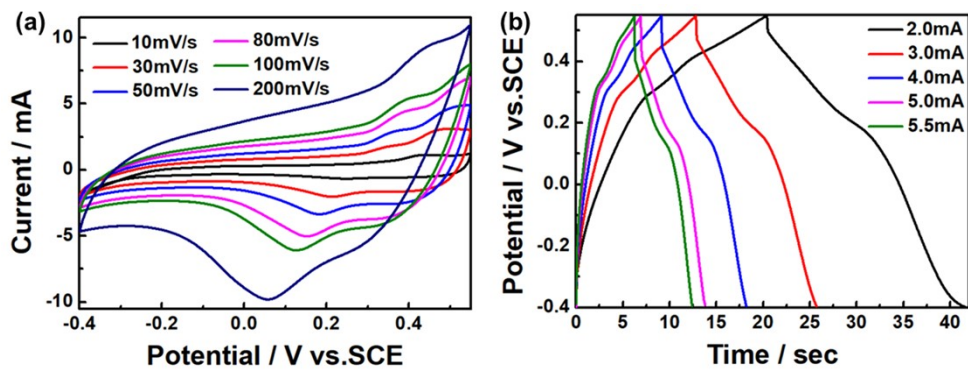 (a)
10mV/s
80mV/s
30mV/s
100mV/s
50mV/s
200mV/s
10
5
0
-5
-10
Current / mA
-0.4
-0.2
0.0
0.2
0.4
Potential / V vs.SCE
(b)
2.0mA
3.0mA
4.0mA
5.0mA
5.5mA
0.4
0.2
0.0
-0.2
-0.4
Potential / V vs.SCE
0
5
10
15
20
25
30
35
40
Time / sec